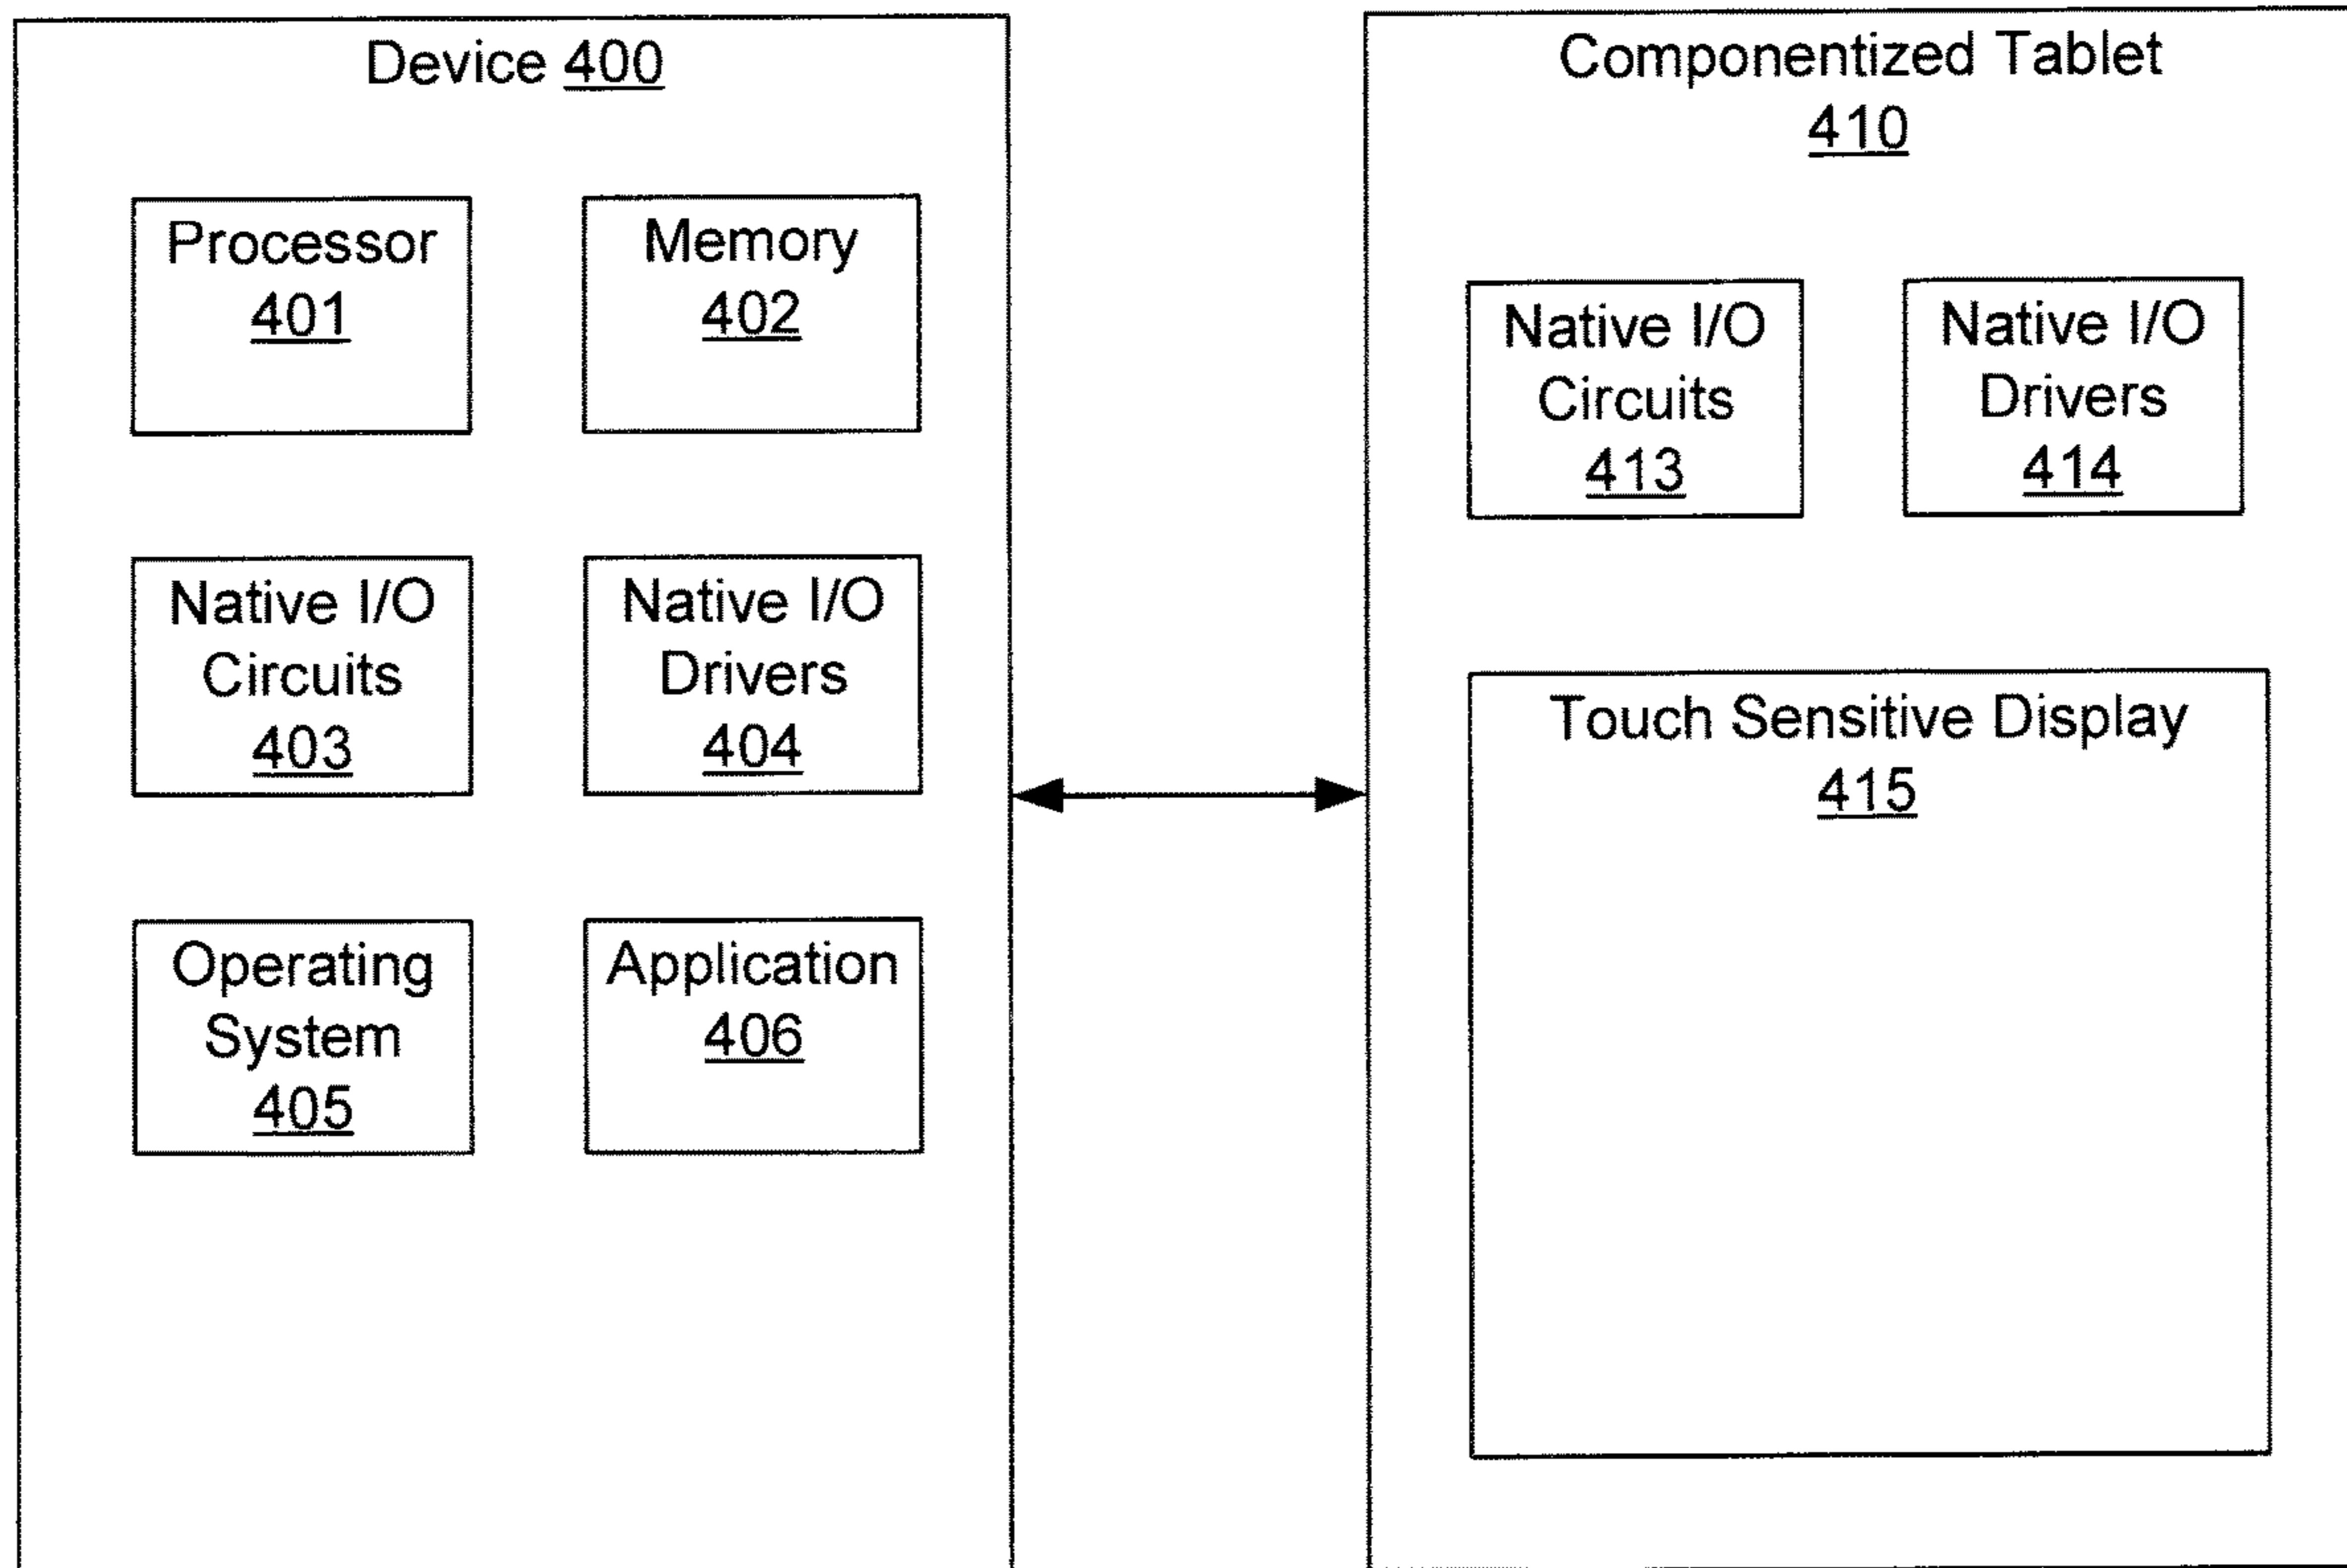 Device 400
Processor
401
Memory
402
Native I/O
Circuits
403
Native I/O
Drivers
404
Operating
System
405
Application
406
Componentized Tablet
410
Native I/O
Circuits
413
Native I/O
Drivers
414
Touch Sensitive Display
415